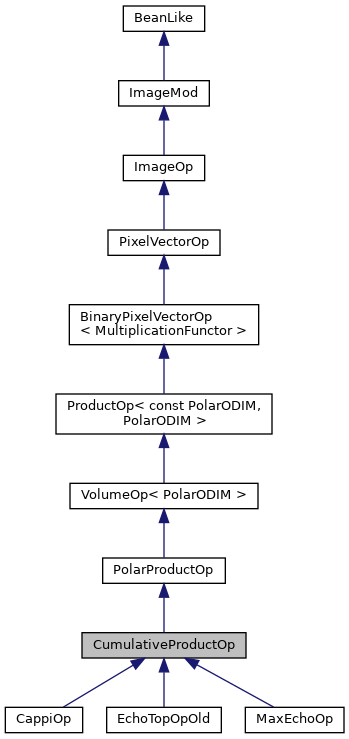 BeanLike
ImageMod
ImageOp
PixelVectorOp
BinaryPixelVectorOp
< MultiplicationFunctor >
ProductOp< const PolarODIM,
PolarODIM >
VolumeOp< PolarODIM >
PolarProductOp
CumulativeProductOp
CappiOp
EchoTopOpOld
MaxEchoOp